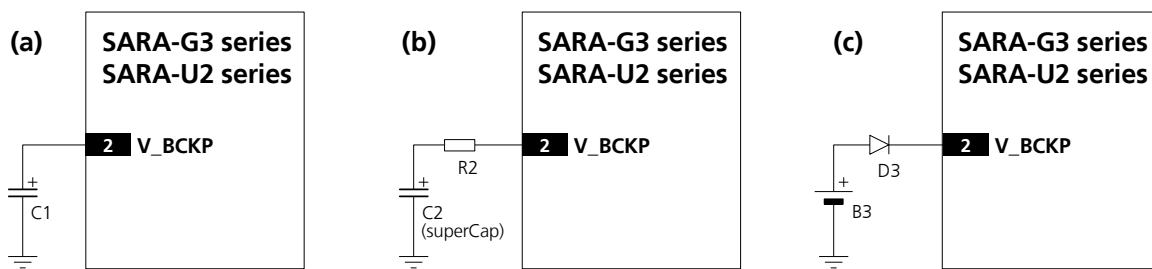 (a)
SARA-G3 series
SARA-U2 series
2 V_BCKP
+
C1
(b)
SARA-G3 series
SARA-U2 series
2 V_BCKP
R2
+
C2
(superCap)
(c)
SARA-G3 series
SARA-U2 series
2 V_BCKP
D3
+
B3